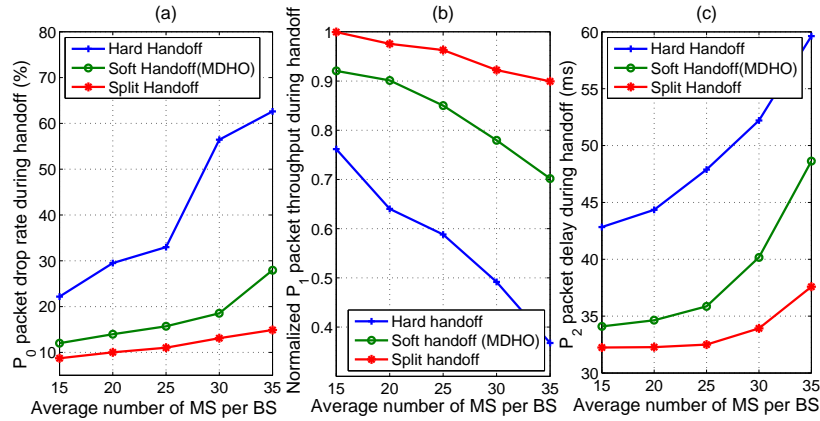 (a)
P0 packet drop rate during handoff (%)
80
70
60
50
40
30
20
10
15 20 25 30 35
Average number of MS per BS
Hard Handoff
Soft Handoff(MDHO)
Split Handoff
(b)
Normalized P1 packet throughput during handoff
1
0.9
0.8
0.7
0.6
0.5
0.4
15 20 25 30 35
Average number of MS per BS
Hard handoff
Soft handoff (MDHO)
Split handoff
(c)
P2 packet delay during handoff (ms)
60
55
50
45
40
35
30
15 20 25 30 35
Average number of MS per BS
Hard Handoff
Soft Handoff(MDHO)
Split Handoff